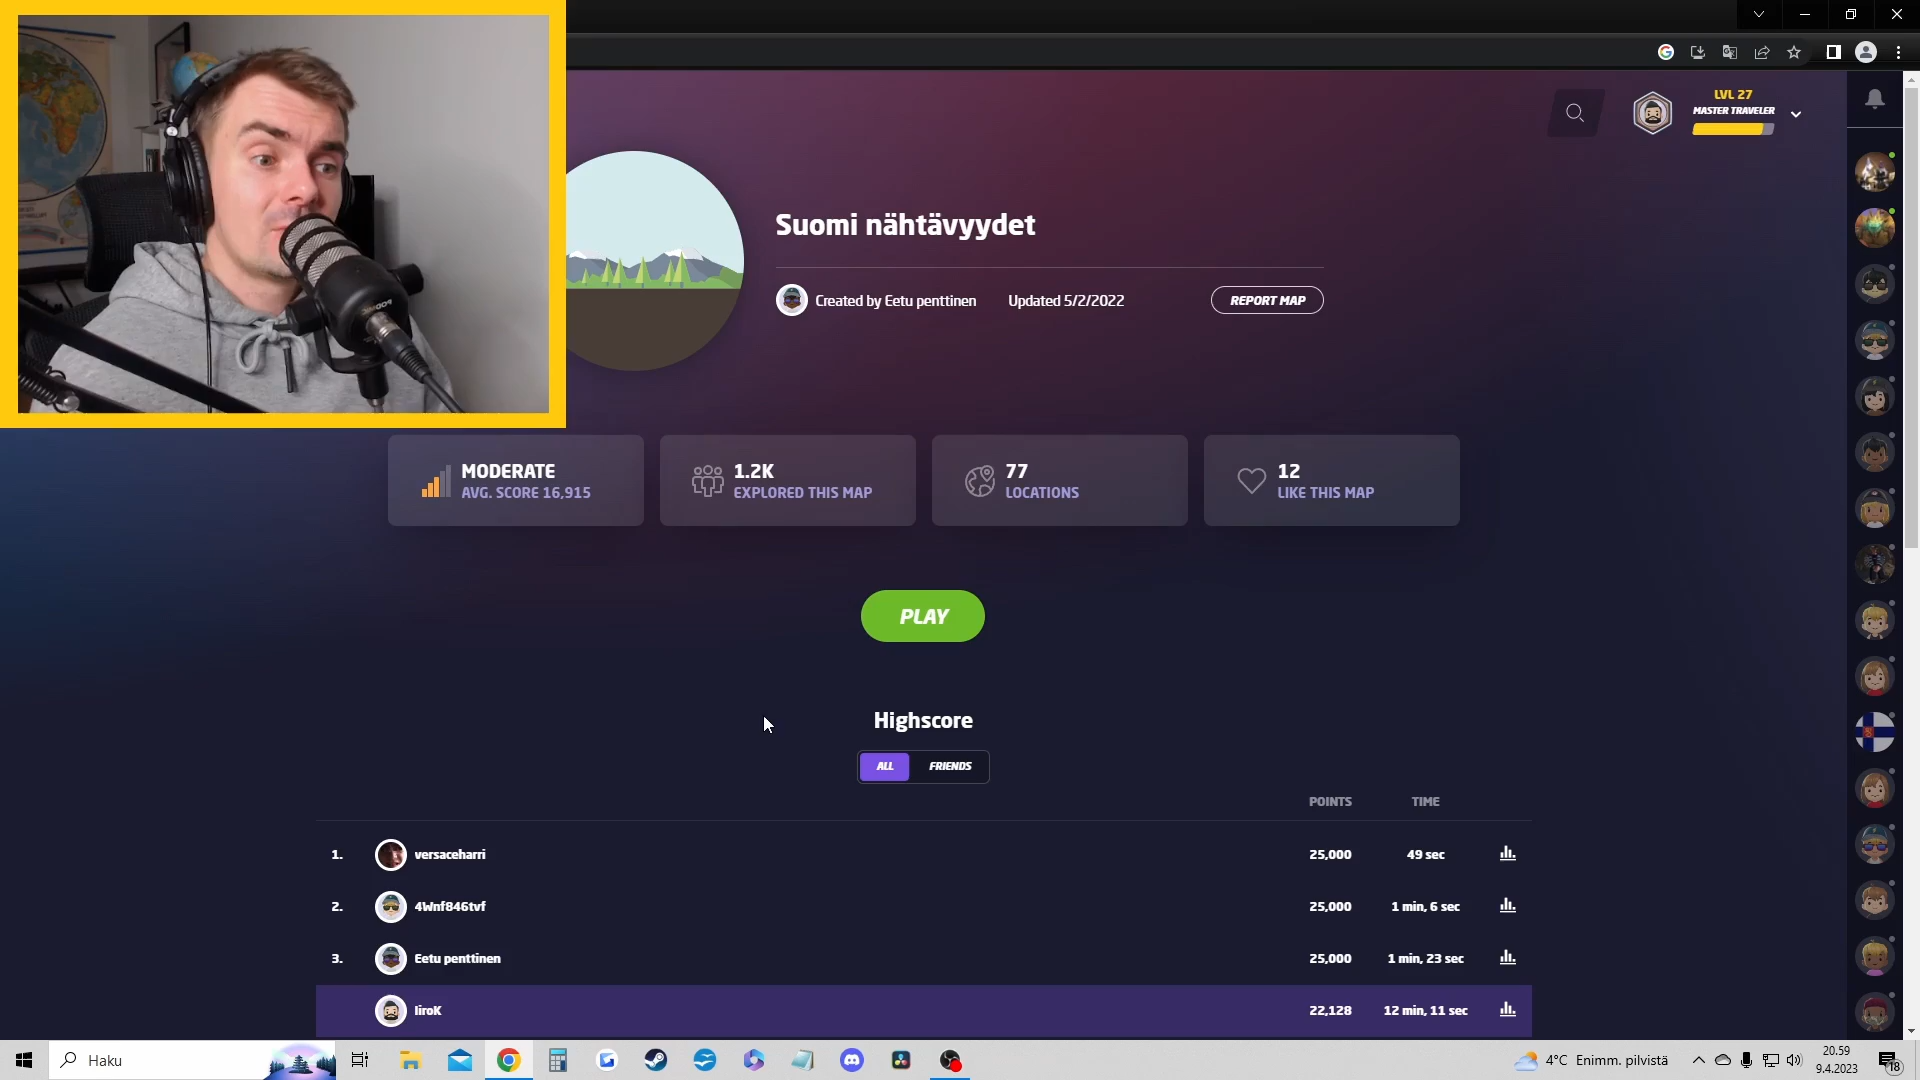 LVL 27
MASTER TRAVELER
Suomi nähtävyydet
Created by Eetu penttinen
Updated 5/2/2022
REPORT MAP
MODERATE
AVG. SCORE 16,915
1.2K
EXPLORED THIS MAP
77
LOCATIONS
12
LIKE THIS MAP
PLAY
Highscore
ALL
FRIENDS
POINTS TIME
1. versaceharri 25,000 49 sec
2. 4Wnf846tvf 25,000 1 min, 6 sec
3. Eetu penttinen 25,000 1 min, 23 sec
IiroK 22,128 12 min, 11 sec
Haku
4°C Enimm. pilvistä
20.59
9.4.2023
18